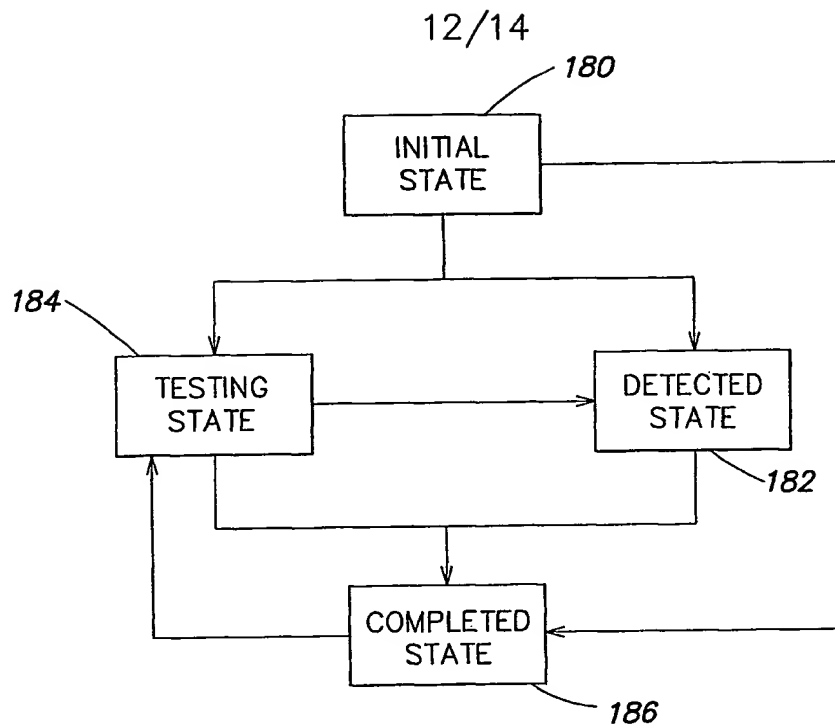 12/14
180
INITIAL
STATE
184
TESTING
STATE
DETECTED
STATE
182
COMPLETED
STATE
186